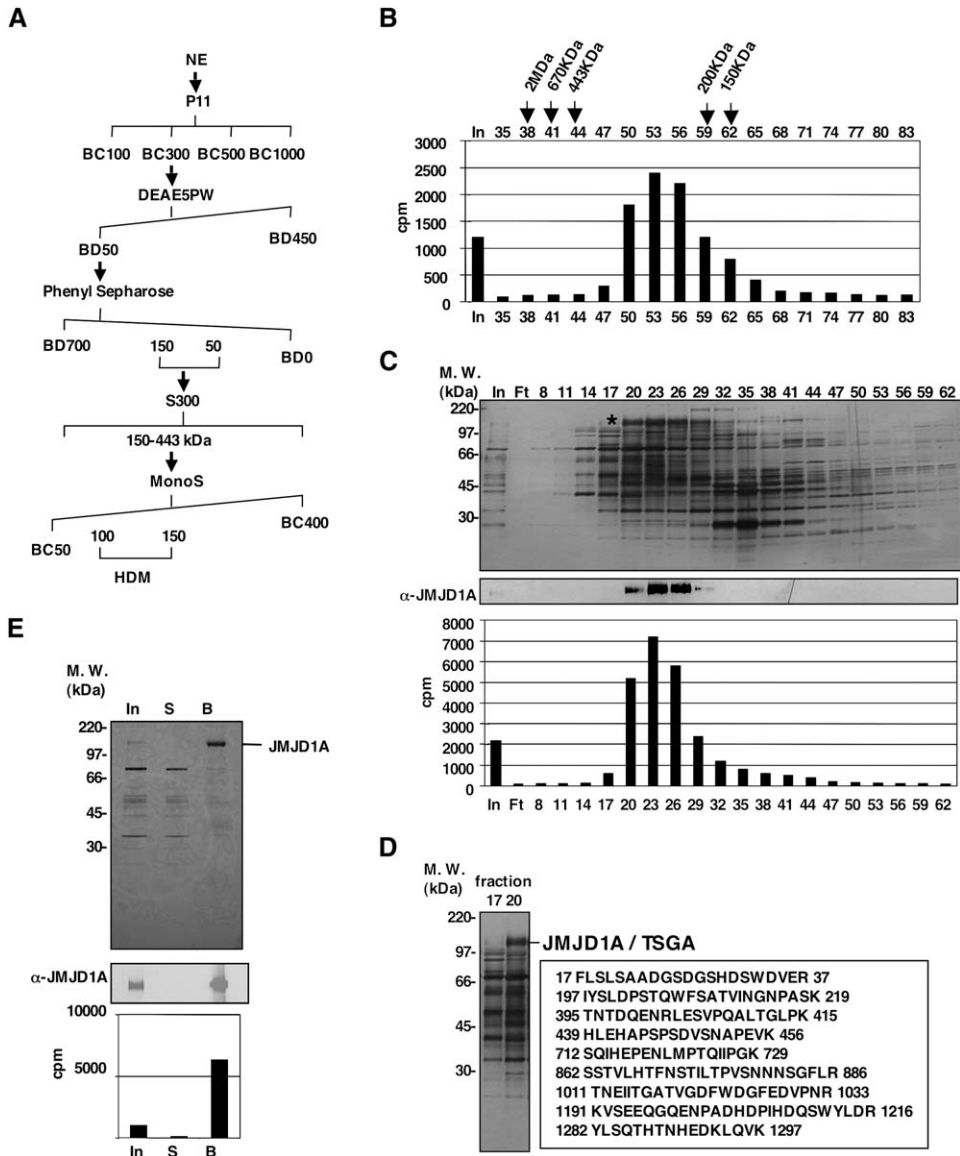 A
NE
P11
BC100 BC300 BC500 BC1000
DEAE5PW
BD50 BD450
Phenyl Sepharose
BD700 150 50 BD0
S300
150-443 kDa
MonoS
BC50 100 150 BC400
HDM
B
2MDa 670KDa 443KDa 200KDa 150KDa
In 35 38 41 44 47 50 53 56 59 62 65 68 71 74 77 80 83
3000
2500
2000
1500
1000
500
0
cpm
In 35 38 41 44 47 50 53 56 59 62 65 68 71 74 77 80 83
C
M. W.
(kDa) In Ft 8 11 14 17 20 23 26 29 32 35 38 41 44 47 50 53 56 59 62
220-
97-
66-
45-
30-
*
α-JMJD1A
8000
7000
6000
5000
4000
3000
2000
1000
0
cpm
In Ft 8 11 14 17 20 23 26 29 32 35 38 41 44 47 50 53 56 59 62
D
M. W.
(kDa) fraction
17 20
220-
97-
66-
45-
30-
JMJD1A / TSGA
17 FLSLSAADGSDGSHDSWDVER 37
197 IYSLDPSTQWFSATVINGNPASK 219
395 TNTDQENRLESVPQALTGLPK 415
439 HLEHAPSPSDVSNAPEVK 456
712 SQIHEPENLMPTQIIPGK 729
862 SSTVLHTFNSTILTPVSNNNSGFLR 886
1011 TNEIITGATVGDFWDGFEDVPNR 1033
1191 KVSEEQGQENPADHDPIHDQSWYLDR 1216
1282 YLSQTHTNHEDKLQVK 1297
E
M. W.
(kDa) In S B
220-
97-
66-
45-
30-
JMJD1A
α-JMJD1A
10000
5000
cpm
0
In S B